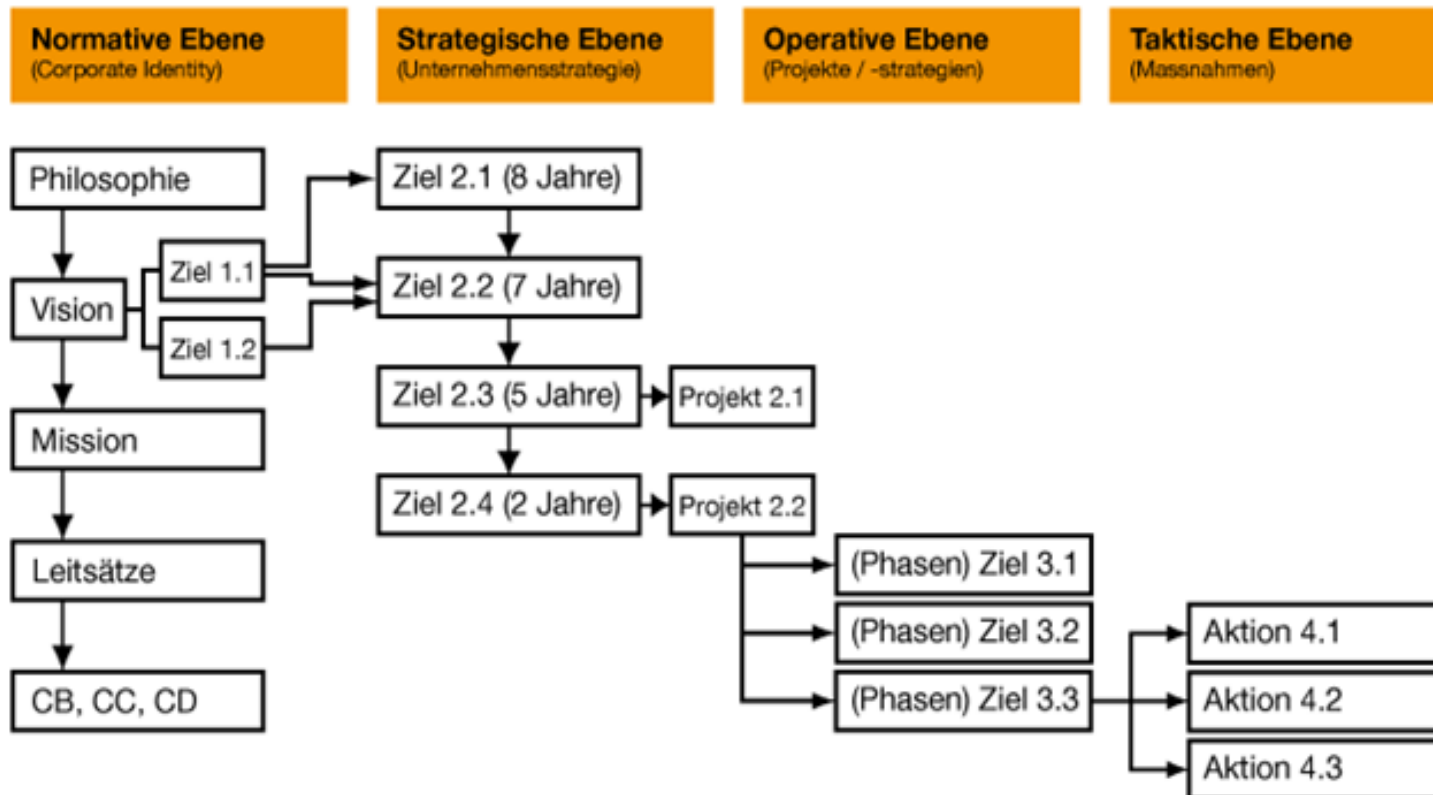 Normative Ebene
(Corporate Identity)
Strategische Ebene
(Unternehmensstrategie)
Operative Ebene
(Projekte / -strategien)
Taktische Ebene
(Massnahmen)
Philosophie
Vision
Ziel 1.1
Ziel 1.2
Mission
Leitsätze
CB, CC, CD
Ziel 2.1 (8 Jahre)
Ziel 2.2 (7 Jahre)
Ziel 2.3 (5 Jahre)
Projekt 2.1
Ziel 2.4 (2 Jahre)
Projekt 2.2
(Phasen) Ziel 3.1
(Phasen) Ziel 3.2
(Phasen) Ziel 3.3
Aktion 4.1
Aktion 4.2
Aktion 4.3